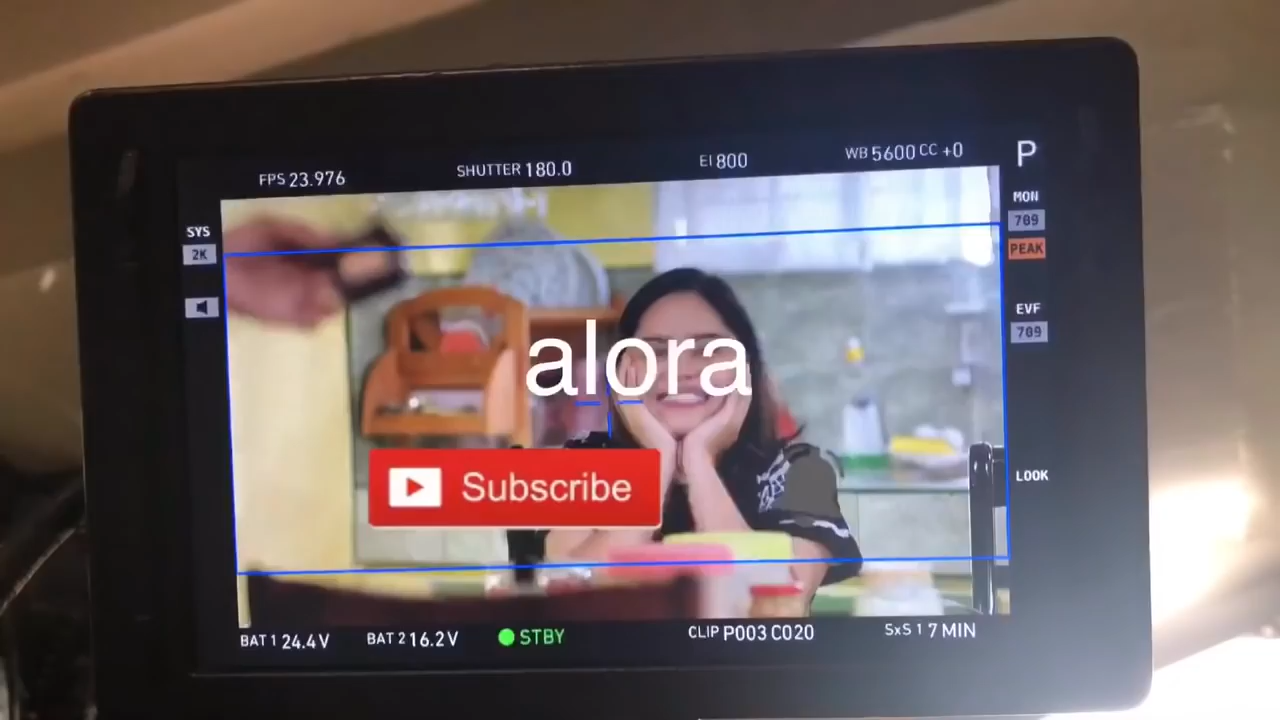 FPS 23.976 SHUTTER 180.0 EI 800 WB 5600 CC +0 P
SYS
2K
MON
709
PEAK
EVF
709
LOOK
alora
Subscribe
BAT 1 24.4 V BAT 2 16.2 V STBY CLIP P003 C020 SxS 1 7 MIN